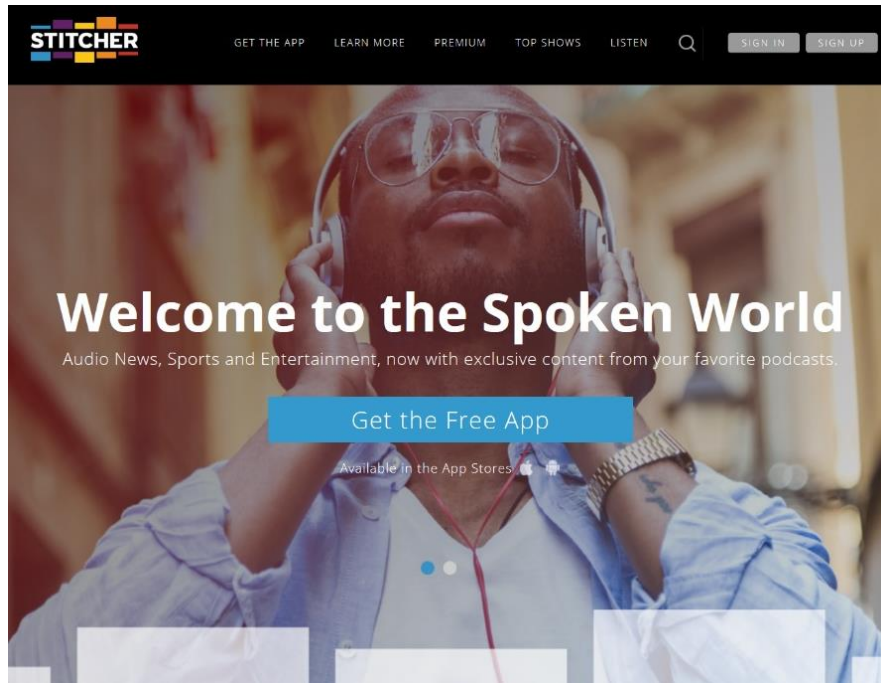 STITCHER
GET THE APP LEARN MORE PREMIUM TOP SHOWS LISTEN SIGN IN SIGN UP
Welcome to the Spoken World
Audio News, Sports and Entertainment, now with exclusive content from your favorite podcasts.
Get the Free App
Available in the App Stores